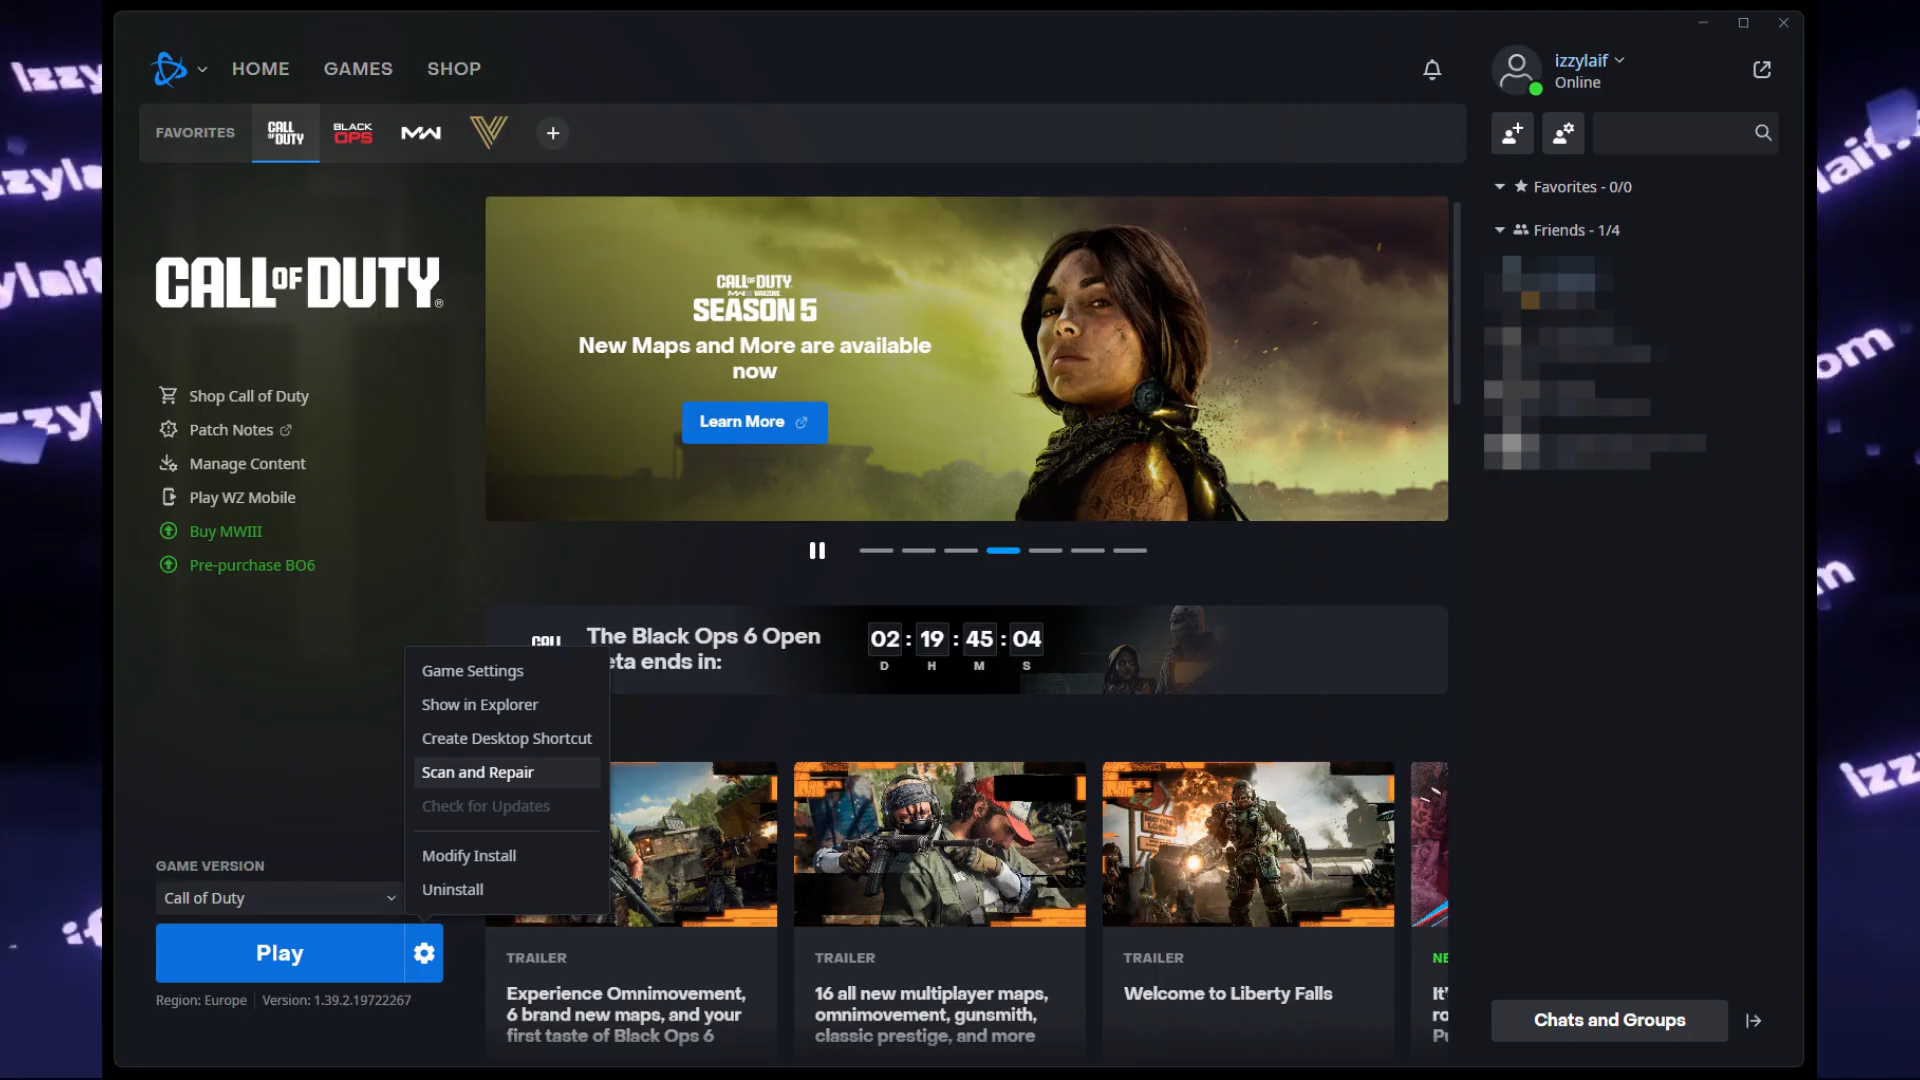 HOME
GAMES
SHOP
izzylaif
Online
FAVORITES
CALL OF DUTY
BLACK OPS
MW
Favorites - 0/0
Friends - 1/4
CALL OF DUTY
CALL OF DUTY
SEASON 5
New Maps and More are available
now
Learn More
Shop Call of Duty
Patch Notes
Manage Content
Play WZ Mobile
Buy MWIII
Pre-purchase BO6
The Black Ops 6 Open
eta ends in:
02 : 19 : 45 : 04
D H M S
Game Settings
Show in Explorer
Create Desktop Shortcut
Scan and Repair
Check for Updates
Modify Install
Uninstall
GAME VERSION
Call of Duty
Play
Region: Europe
Version: 1.39.2.19722267
TRAILER
Experience Omnimovement,
6 brand new maps, and your
first taste of Black Ops 6
TRAILER
16 all new multiplayer maps,
omnimovement, gunsmith,
classic prestige, and more
TRAILER
Welcome to Liberty Falls
NE
It's
ro
Pu
Chats and Groups